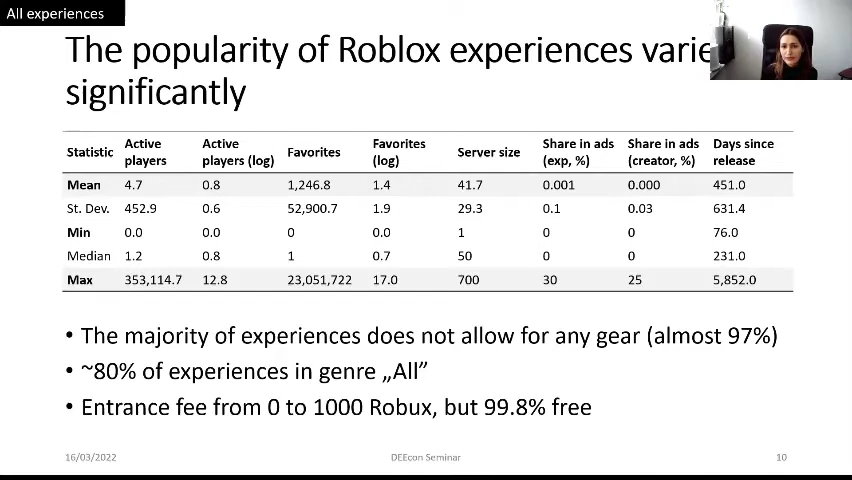 All experiences
The popularity of Roblox experiences varie
significantly
Statistic Active players Active players (log) Favorites Favorites (log) Server size Share in ads (exp, %) Share in ads (creator, %) Days since release
Mean 4.7 0.8 1,246.8 1.4 41.7 0.001 0.000 451.0
St. Dev. 452.9 0.6 52,900.7 1.9 29.3 0.1 0.03 631.4
Min 0.0 0.0 0 0.0 1 0 0 76.0
Median 1.2 0.8 1 0.7 50 0 0 231.0
Max 353,114.7 12.8 23,051,722 17.0 700 30 25 5,852.0
• The majority of experiences does not allow for any gear (almost 97%)
• ~80% of experiences in genre „All”
• Entrance fee from 0 to 1000 Robux, but 99.8% free
16/03/2022 DEEcon Seminar 10